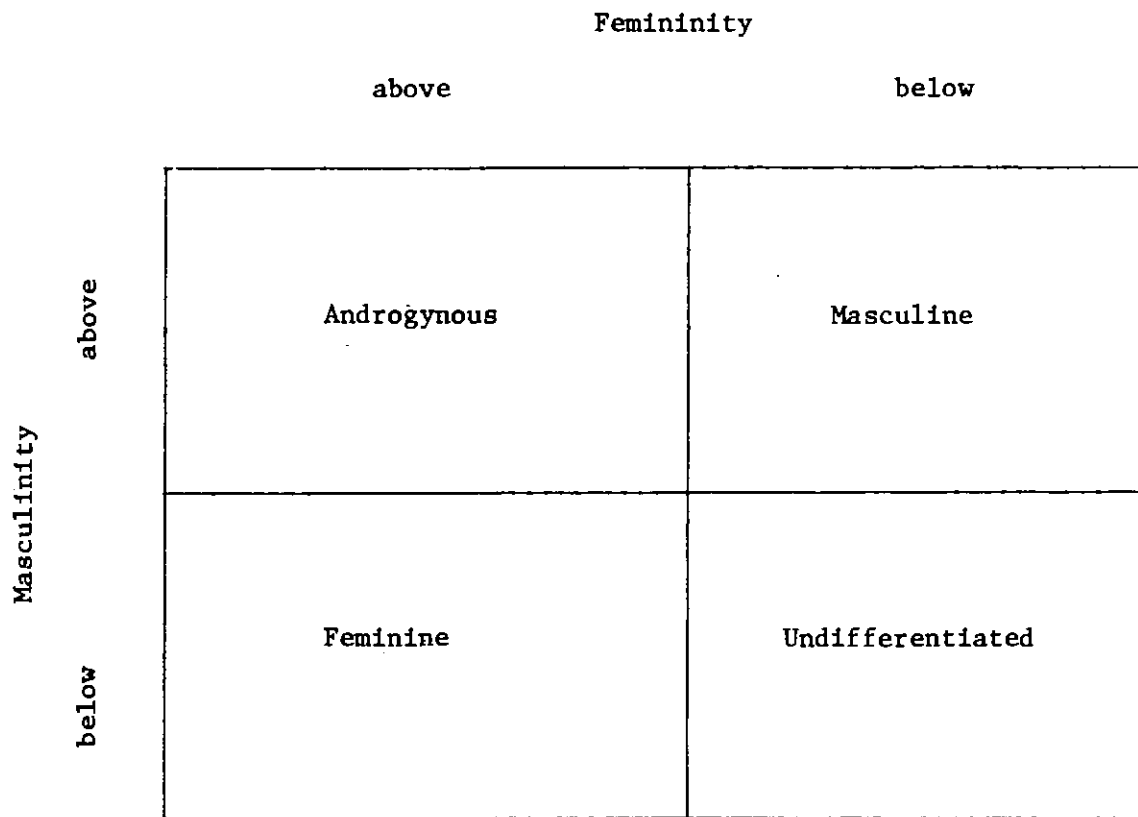 Femininity
above below
above
Androgynous Masculine
Masculinity
Feminine Undifferentiated
below